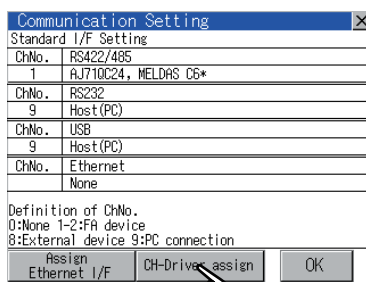 Communication Setting
Standard I/F Setting
ChNo. RS422/485
1 AJ71QC24, MELDAS C6*
ChNo. RS232
9 Host(PC)
ChNo. USB
9 Host(PC)
ChNo. Ethernet
None
Definition of ChNo.
0:None 1-2:FA device
8:External device 9:PC connection
Assign
Ethernet I/F
CH-Driver assign
OK